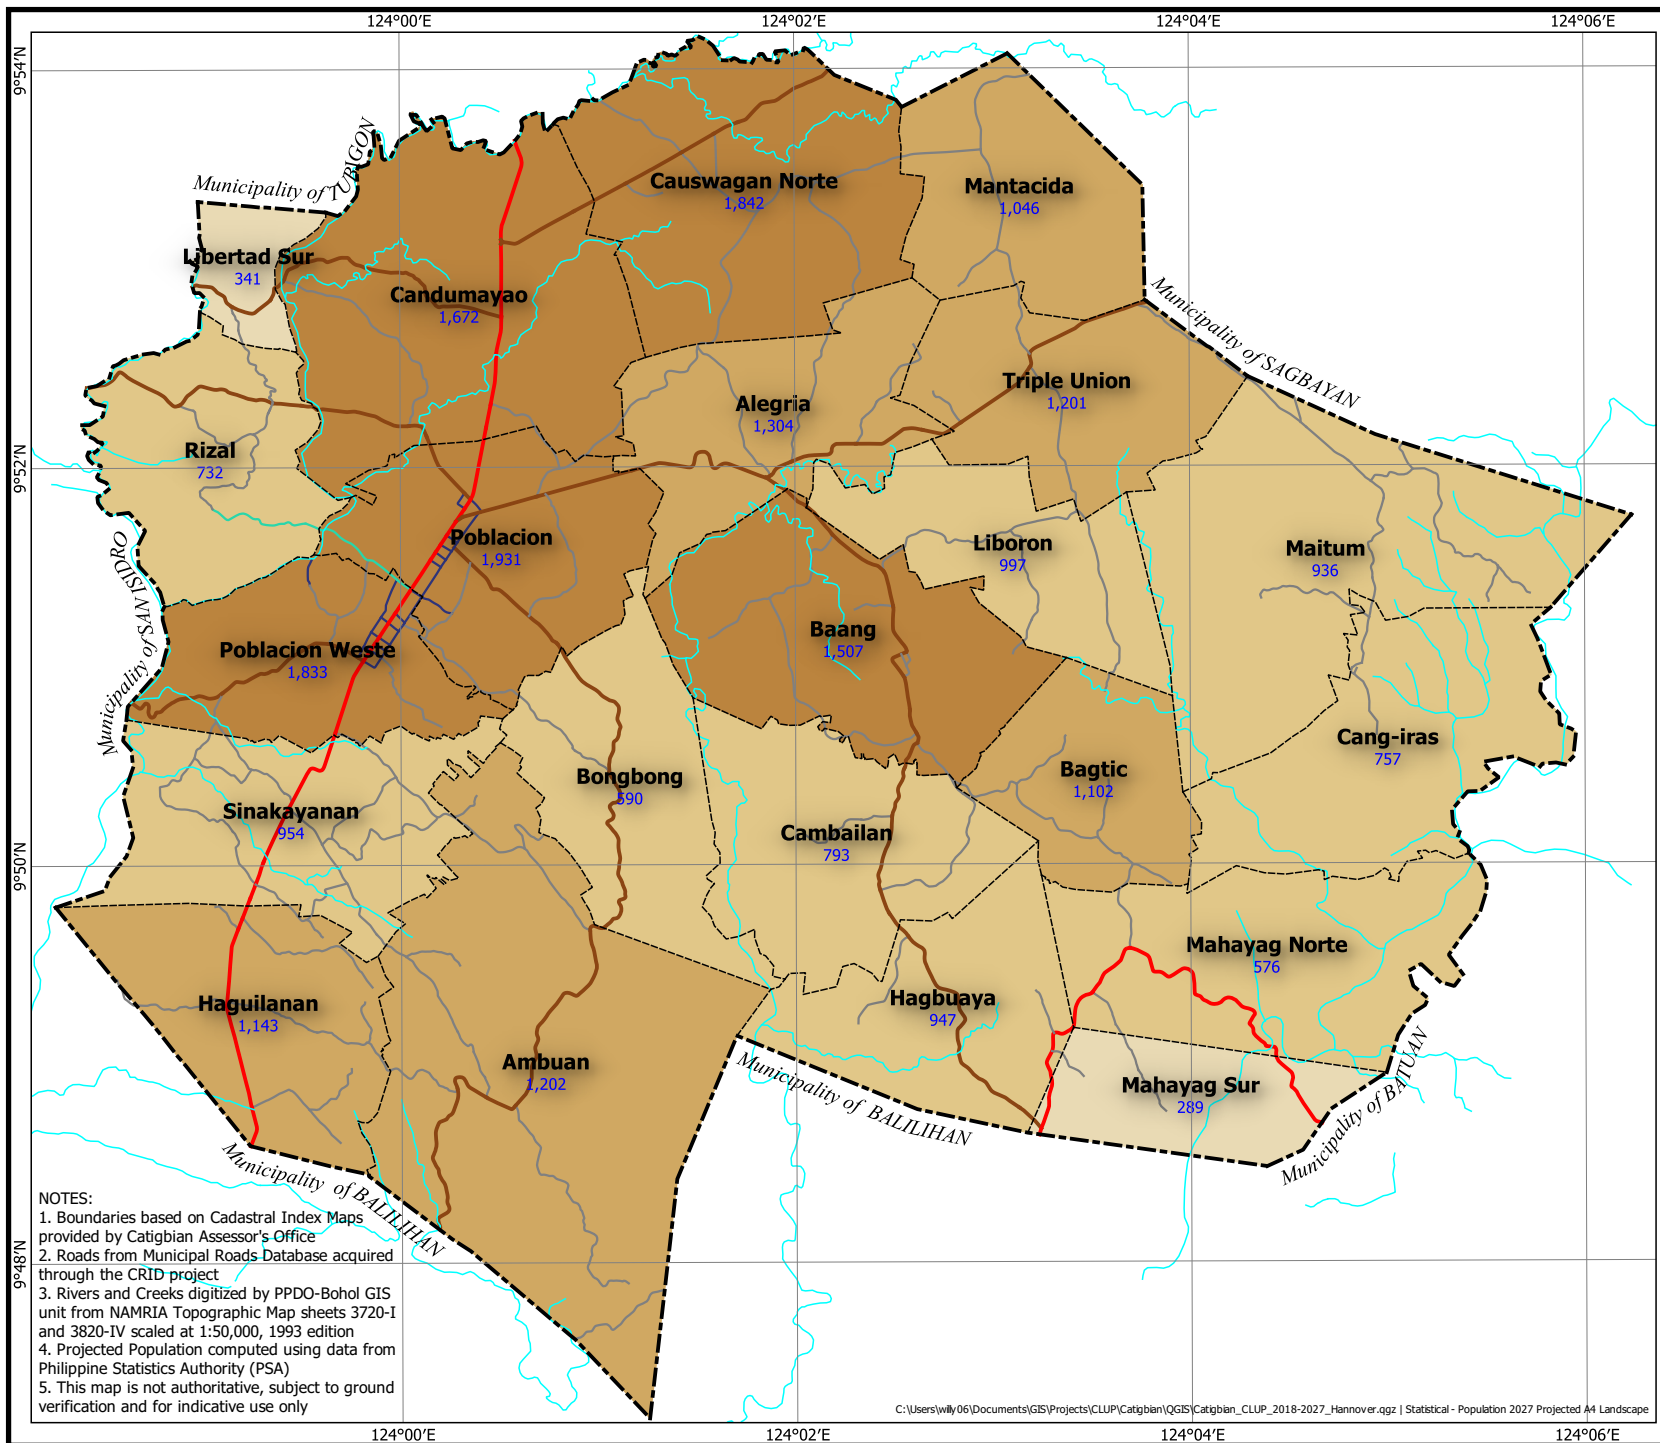 124°00'E
124°02'E
124°04'E
124°06'E
9°54'N
9°52'N
9°50'N
9°48'N
Municipality of TUBIGON
Causwagan Norte
1,842
Mantacida
1,046
Libertad Sur
341
Candumayao
1,672
Municipality of SAGBAYAN
Triple Union
1,201
Alegria
1,304
Rizal
732
Poblacion
1,931
Liboron
997
Maitum
936
Municipality of SAN ISIDRO
Poblacion Weste
1,833
Baang
1,507
Cang-iras
757
Bongbong
590
Bagtic
1,102
Sinakayanan
954
Cambailan
793
Mahayag Norte
576
Haguilanan
1,143
Hagbuaya
947
Ambuan
1,202
Mahayag Sur
289
Municipality of BALILIHAN
Municipality of BATUAN
Municipality of BALILIHAN
NOTES:
1. Boundaries based on Cadastral Index Maps
provided by Catigbian Assessor's Office
2. Roads from Municipal Roads Database acquired
through the CRID project
3. Rivers and Creeks digitized by PPDO-Bohol GIS
unit from NAMRIA Topographic Map sheets 3720-I
and 3820-IV scaled at 1:50,000, 1993 edition
4. Projected Population computed using data from
Philippine Statistics Authority (PSA)
5. This map is not authoritative, subject to ground
verification and for indicative use only
C:\Users\willy06\Documents\GIS\Projects\CLUP\Catigbian\QGIS\Catigbian_CLUP_2018-2027_Hannover.qgz | Statistical - Population 2027 Projected A4 Landscape
124°00'E
124°02'E
124°04'E
124°06'E